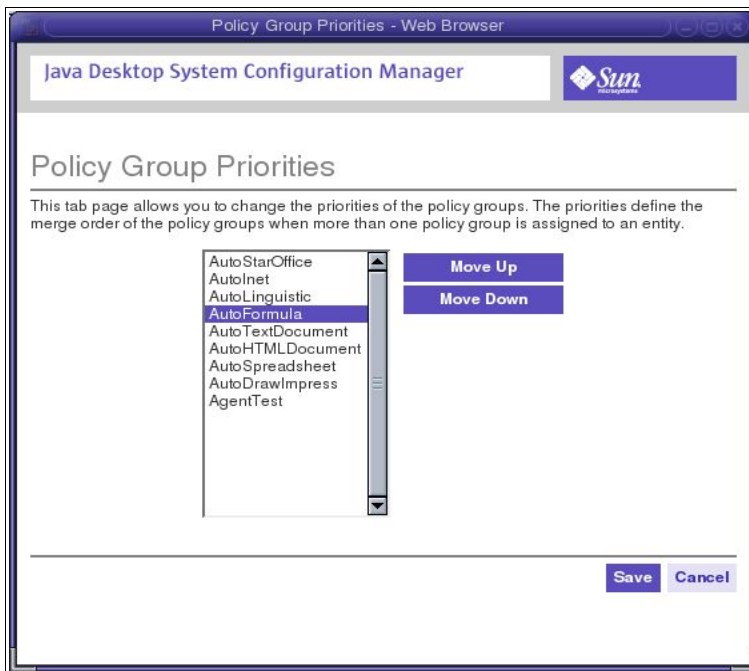 Policy Group Priorities - Web Browser
Java Desktop System Configuration Manager
Sun
microsystems
Policy Group Priorities
This tab page allows you to change the priorities of the policy groups. The priorities define the
merge order of the policy groups when more than one policy group is assigned to an entity.
AutoStarOffice
AutoInet
AutoLinguistic
AutoFormula
AutoTextDocument
AutoHTMLDocument
AutoSpreadsheet
AutoDrawImpress
AgentTest
Move Up
Move Down
Save
Cancel